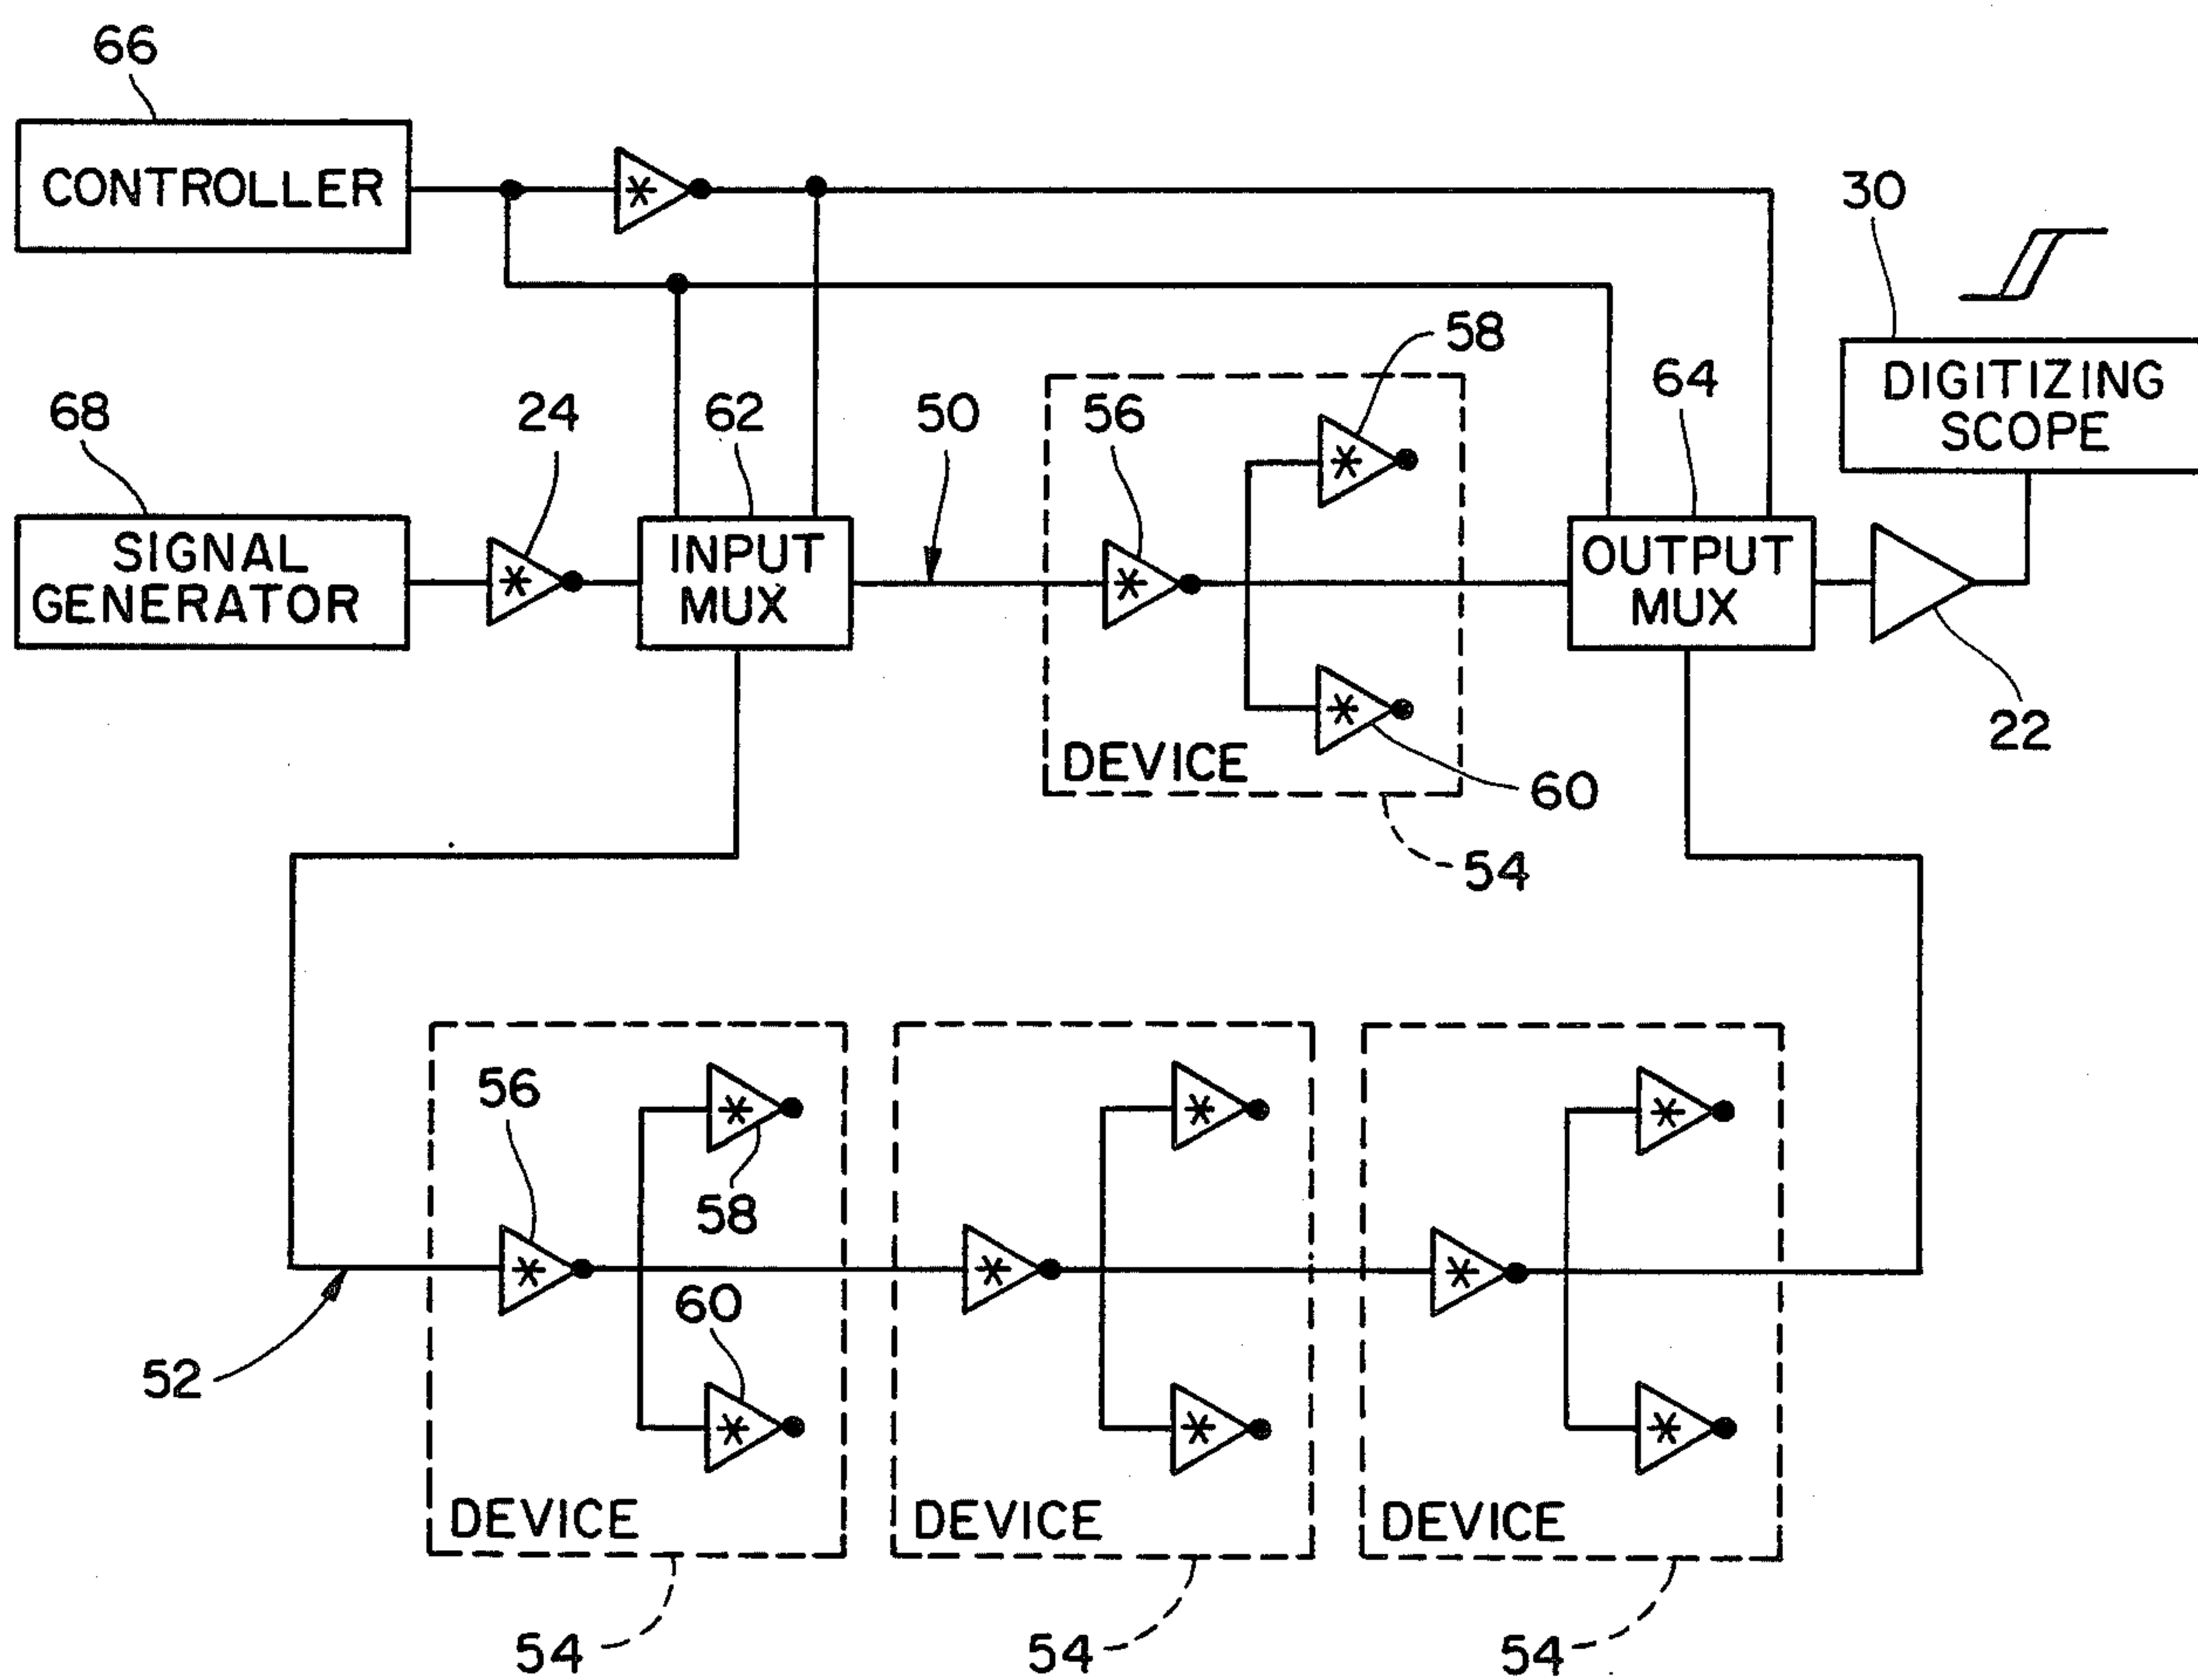 66
CONTROLLER
*
30
58
68
24
62
50
56
64
DIGITIZING
SCOPE
*
SIGNAL
GENERATOR
*
INPUT
MUX
*
OUTPUT
MUX
*
22
DEVICE
60
54
56
*
*
*
58
*
*
*
60
52
*
*
*
DEVICE
DEVICE
DEVICE
54
54
54